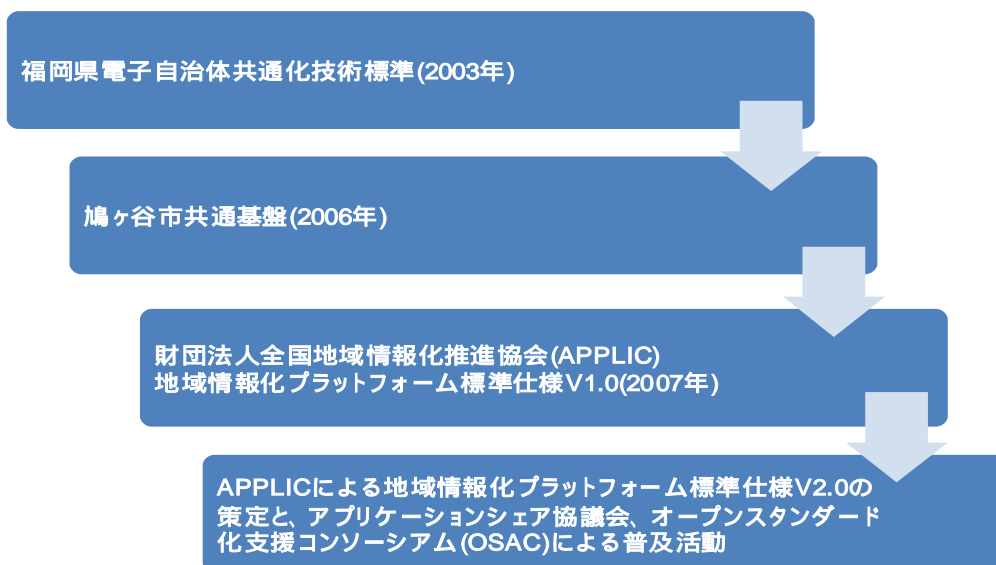 福岡県電子自治体共通化技術標準(2003年)
鳩ヶ谷市共通基盤(2006年)
財団法人全国地域情報化推進協会(APPLIC)
地域情報化プラットフォーム標準仕様V1.0(2007年)
APPLICによる地域情報化プラットフォーム標準仕様V2.0の
策定と、アプリケーションシェア協議会、オープンスタンダード
化支援コンソーシアム(OSAC)による普及活動